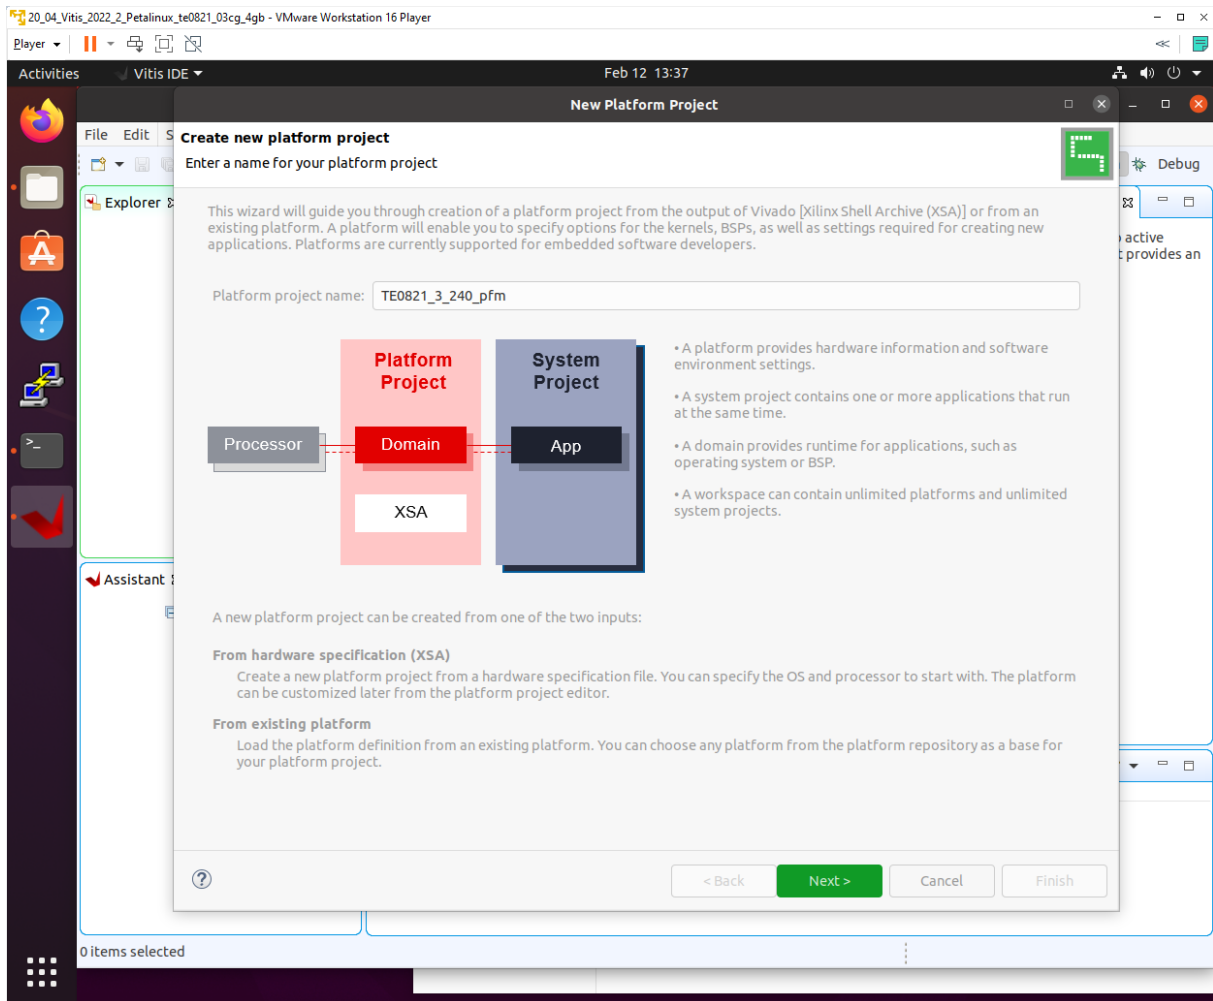 20_04_Vitis_2022_2_Petalinux_te0821_03cg_4gb - VMware Workstation 16 Player
Player
Activities
Vitis IDE
Feb 12 13:37
New Platform Project
File Edit S
Create new platform project
Enter a name for your platform project
Debug
Explorer
This wizard will guide you through creation of a platform project from the output of Vivado [Xilinx Shell Archive (XSA)] or from an
existing platform. A platform will enable you to specify options for the kernels, BSPs, as well as settings required for creating new
applications. Platforms are currently supported for embedded software developers.
active
t provides an
Platform project name: TE0821_3_240_pfm
Platform
Project
System
Project
Processor
Domain
App
XSA
• A platform provides hardware information and software
environment settings.
• A system project contains one or more applications that run
at the same time.
• A domain provides runtime for applications, such as
operating system or BSP.
• A workspace can contain unlimited platforms and unlimited
system projects.
Assistant
A new platform project can be created from one of the two inputs:
From hardware specification (XSA)
Create a new platform project from a hardware specification file. You can specify the OS and processor to start with. The platform
can be customized later from the platform project editor.
From existing platform
Load the platform definition from an existing platform. You can choose any platform from the platform repository as a base for
your platform project.
< Back
Next >
Cancel
Finish
0 items selected